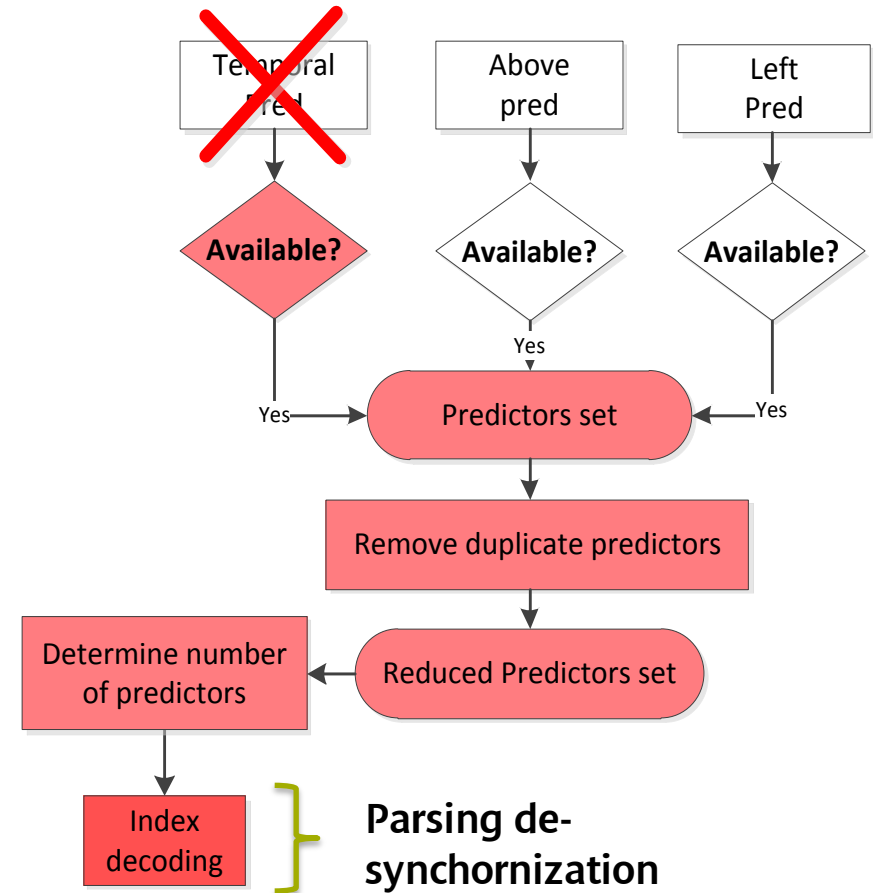 Temporal
Pred
Above
pred
Left
Pred
Available?
Available?
Available?
Yes
Yes
Yes
Predictors set
Remove duplicate predictors
Determine number
of predictors
Reduced Predictors set
Index
decoding
Parsing de-
synchornization